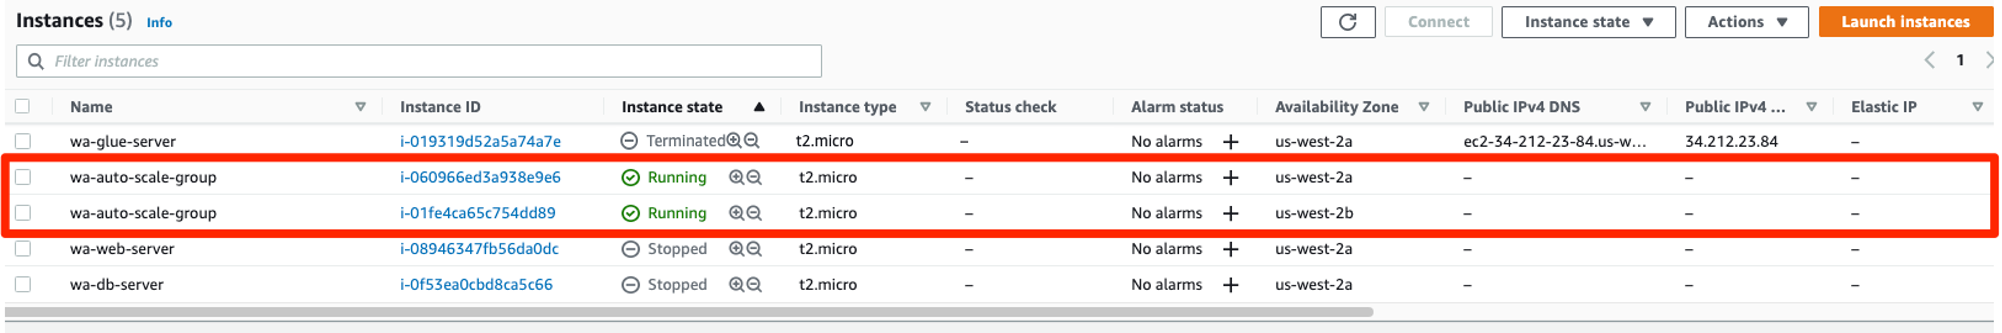 Instances (5) Info Connect Instance state Actions Launch instances
Filter instances 1
Name Instance ID Instance state Instance type Status check Alarm status Availability Zone Public IPv4 DNS Public IPv4 ... Elastic IP
wa-glue-server i-019319d52a5a74a7e Terminated t2.micro – No alarms + us-west-2a ec2-34-212-23-84.us-w... 34.212.23.84 –
wa-auto-scale-group i-060966ed3a938e9e6 Running t2.micro – No alarms + us-west-2a – – –
wa-auto-scale-group i-01fe4ca65c754dd89 Running t2.micro – No alarms + us-west-2b – – –
wa-web-server i-08946347fb56da0dc Stopped t2.micro – No alarms + us-west-2a – – –
wa-db-server i-0f53ea0cbd8ca5c66 Stopped t2.micro – No alarms + us-west-2a – – –